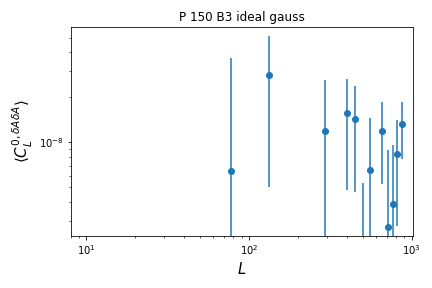 P 150 B3 ideal gauss
⟨C_L^{0, δAδA}⟩
10^{-8}
10^1
10^2
10^3
L